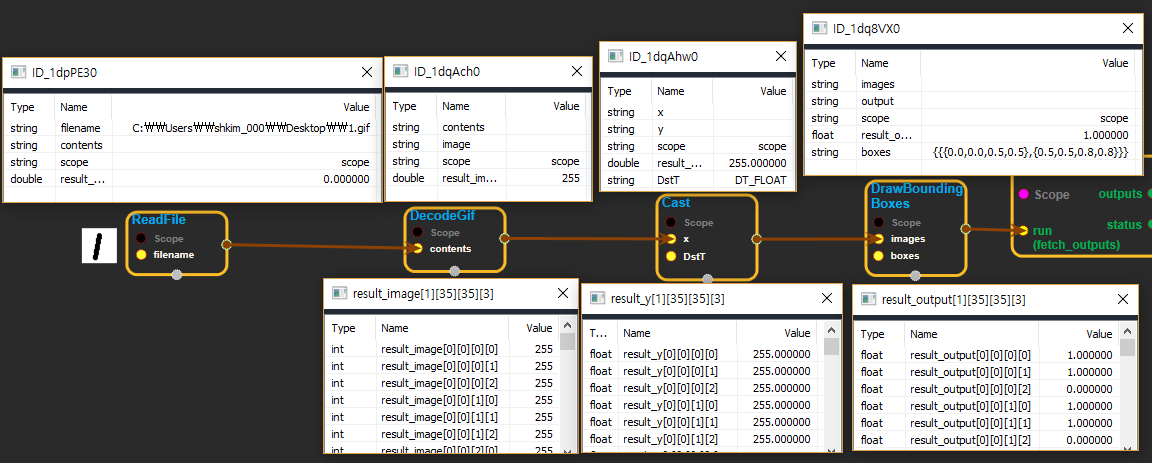 ID_1dpPE30
Type Name Value
string filename C:₩₩Users₩₩shkim_000₩₩Desktop₩₩1.gif
string contents
string scope scope
double result_... 0.000000
ID_1dqAch0
Type Name Value
string contents
string image
string scope scope
double result_im... 255
ID_1dqAhw0
Type Name Value
string x
string y
string scope scope
double result_... 255.000000
string DstT DT_FLOAT
ID_1dq8VX0
Type Name Value
string images
string output
string scope scope
float result_o... 1.000000
string boxes {{{0.0,0.0,0.5,0.5},{0.5,0.5,0.8,0.8}}}
ReadFile
Scope
filename
DecodeGif
Scope
contents
Cast
Scope
x
DstT
DrawBounding
Boxes
Scope
images
boxes
Scope outputs
status
run
(fetch_outputs)
result_image[1][35][35][3]
Type Name Value
int result_image[0][0][0][0] 255
int result_image[0][0][0][1] 255
int result_image[0][0][0][2] 255
int result_image[0][0][1][0] 255
int result_image[0][0][1][1] 255
int result_image[0][0][1][2] 255
int result_image[0][0][2][0] 255
result_y[1][35][35][3]
T... Name Value
float result_y[0][0][0][0] 255.000000
float result_y[0][0][0][1] 255.000000
float result_y[0][0][0][2] 255.000000
float result_y[0][0][1][0] 255.000000
float result_y[0][0][1][1] 255.000000
float result_y[0][0][1][2] 255.000000
result_output[1][35][35][3]
Type Name Value
float result_output[0][0][0][0] 1.000000
float result_output[0][0][0][1] 1.000000
float result_output[0][0][0][2] 0.000000
float result_output[0][0][1][0] 1.000000
float result_output[0][0][1][1] 1.000000
float result_output[0][0][1][2] 0.000000